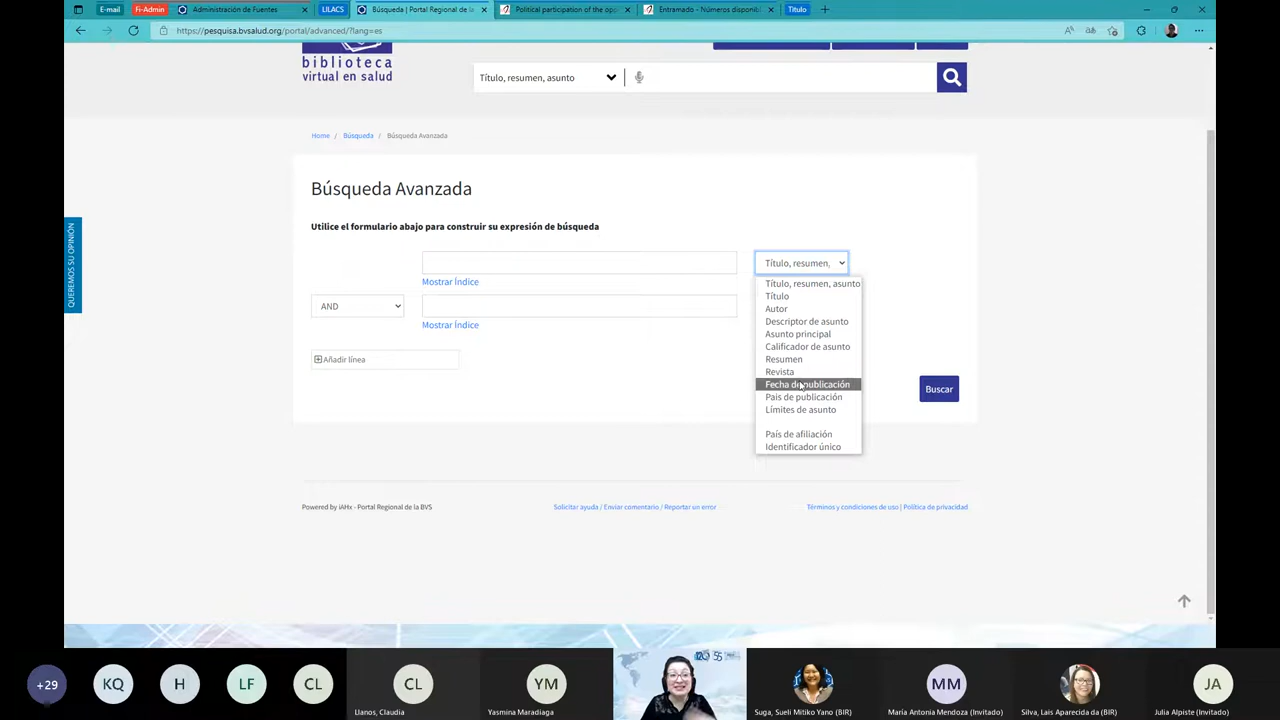 E-mail
Fi-Admin
Administración de Fuentes
LILACS
Búsqueda | Portal Regional de la
Political participation of the op
Entramado - Números disponibl
Título
https://pesquisa.bvsalud.org/portal/advanced/?lang=es
biblioteca
virtual en salud
Título, resumen, asunto
Home / Búsqueda / Búsqueda Avanzada
Búsqueda Avanzada
QUEREMOS SU OPINIÓN
Utilice el formulario abajo para construir su expresión de búsqueda
Título, resumen,
Mostrar Índice
AND
Mostrar Índice
Añadir línea
Título, resumen, asunto
Título
Autor
Descriptor de asunto
Asunto principal
Calificador de asunto
Resumen
Revista
Fecha de publicación
País de publicación
Límites de asunto
País de afiliación
Identificador único
Buscar
Powered by iAHx - Portal Regional de la BVS
Solicitar ayuda / Enviar comentario / Reportar un error
Términos y condiciones de uso | Política de privacidad
+29
KQ
H
LF
CL
CL
Llanos, Claudia
YM
Yasmina Maradiaga
Suga, Sueli Mitiko Yano (BIR)
MM
María Antonia Mendoza (Invitado)
Silva, Lais Aparecida da (BIR)
JA
Julia Alpiste (Invitado)